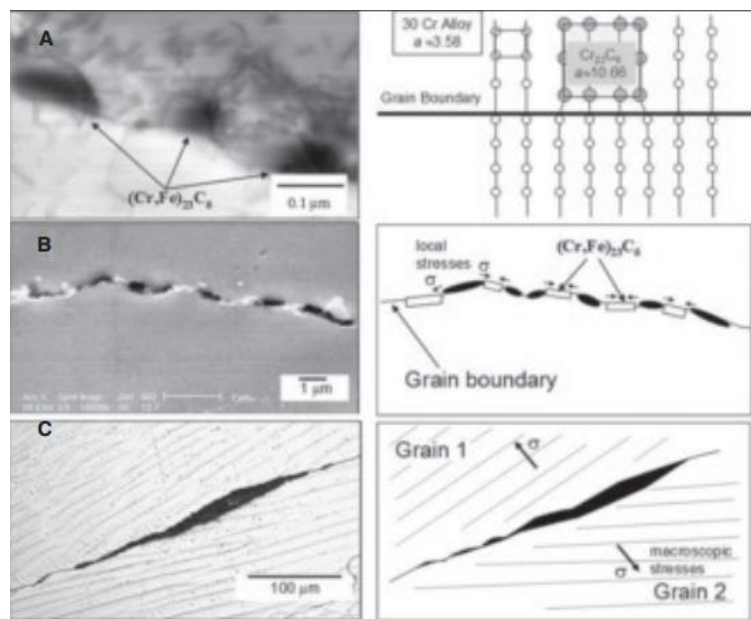 A
(Cr,Fe)₂₃C₆
0.1 μm
30 Cr Alloy
a ≈3.58
Cr₂₃C₆
a≈10.66
Grain Boundary
B
1 μm
local
stresses
σ
σ
(Cr,Fe)₂₃C₆
Grain boundary
C
100 μm
Grain 1
σ
macroscopic
stresses
σ
Grain 2